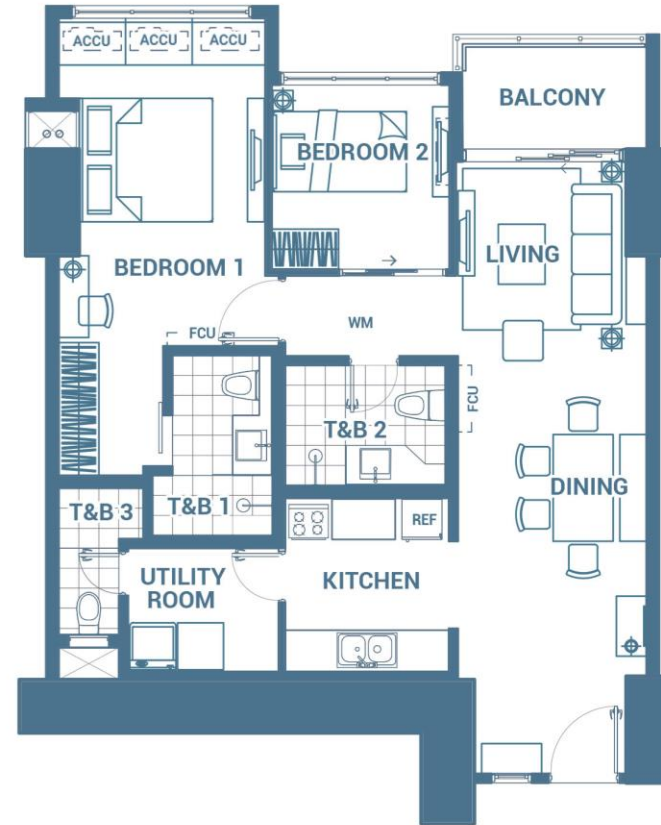 ACCU
ACCU
ACCU
BALCONY
BEDROOM 2
LIVING
BEDROOM 1
WM
FCU
FCU
T&B 2
DINING
T&B 1
T&B 3
REF
UTILITY
ROOM
KITCHEN